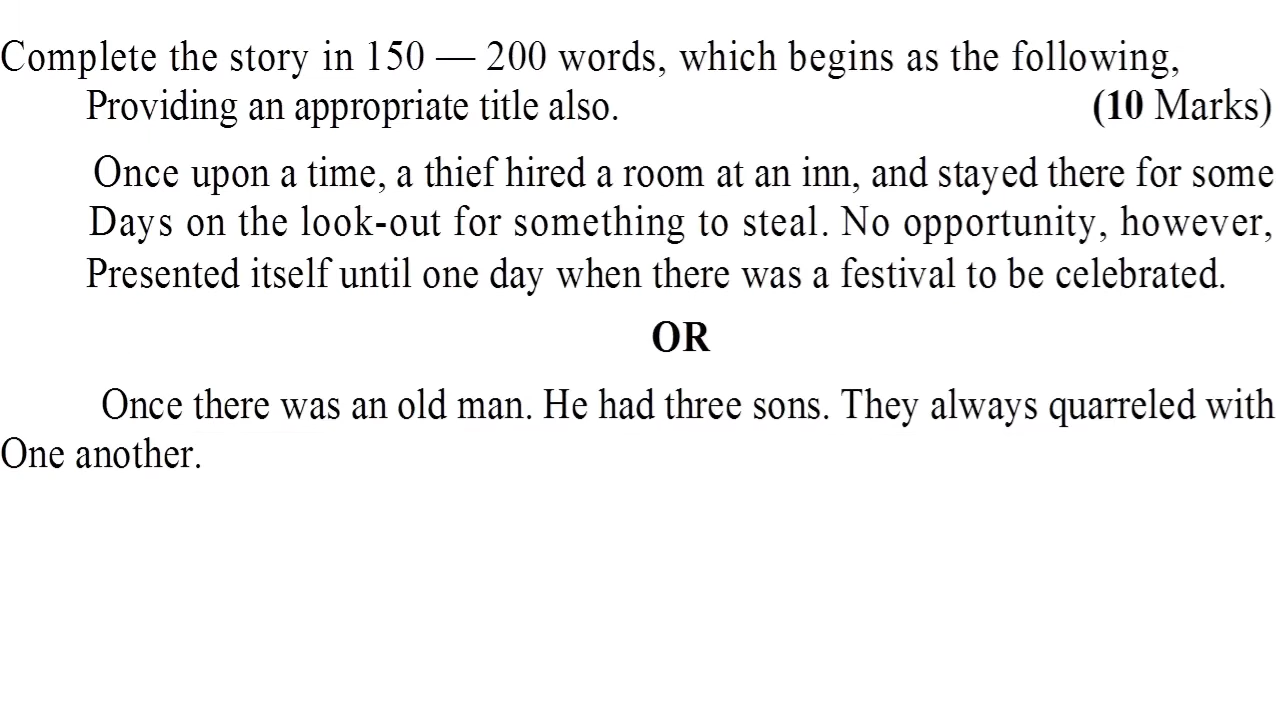 Complete the story in 150 — 200 words, which begins as the following,
Providing an appropriate title also. (10 Marks)
Once upon a time, a thief hired a room at an inn, and stayed there for some
Days on the look-out for something to steal. No opportunity, however,
Presented itself until one day when there was a festival to be celebrated.
OR
Once there was an old man. He had three sons. They always quarreled with
One another.